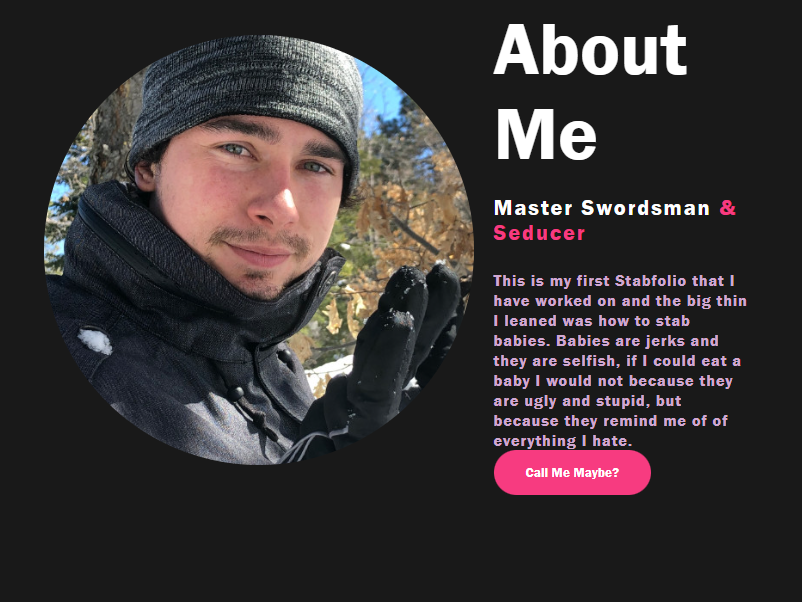 About
Me
Master Swordsman &
Seducer
This is my first Stabfolio that I
have worked on and the big thin
I leaned was how to stab
babies. Babies are jerks and
they are selfish, if I could eat a
baby I would not because they
are ugly and stupid, but
because they remind me of of
everything I hate.
Call Me Maybe?